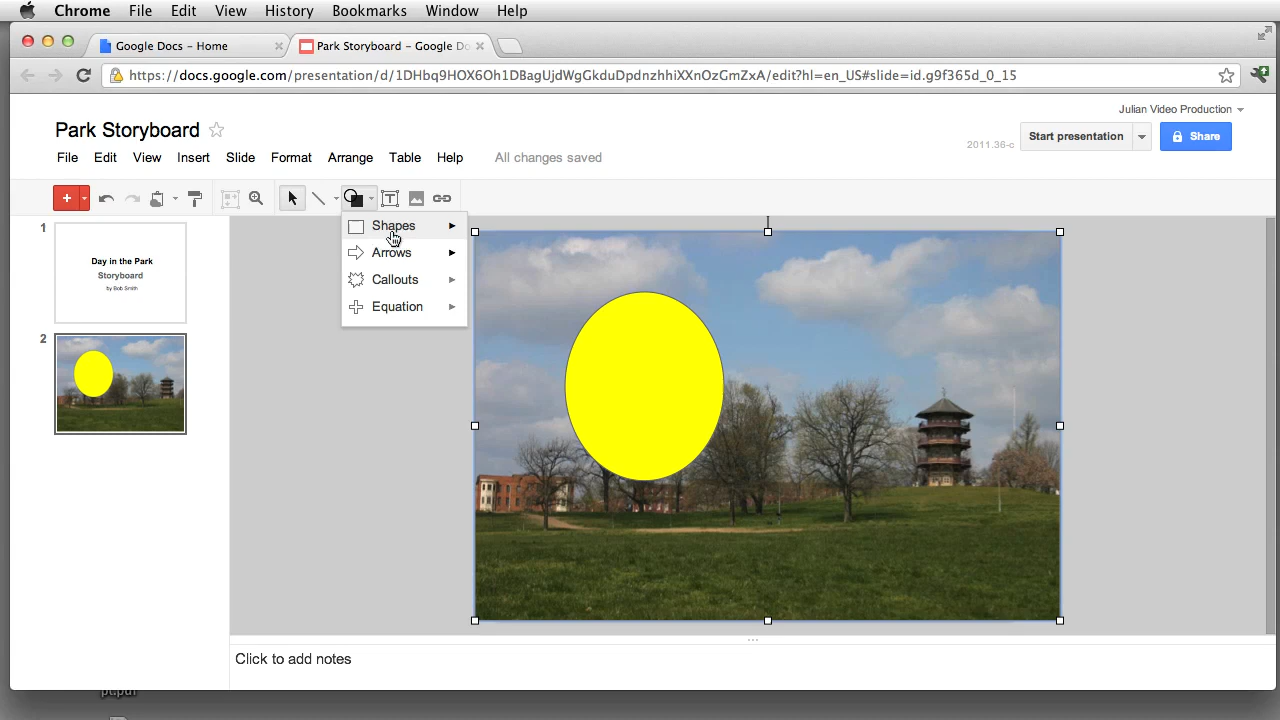 Chrome File Edit View History Bookmarks Window Help
Google Docs - Home
Park Storyboard - Google Do
https://docs.google.com/presentation/d/1DHbq9HOX6Oh1DBagUjdWgGkduDpdnzhhiXXnOzGmZxA/edit?hl=en_US#slide=id.g9f365d_0_15
Julian Video Production
Park Storyboard
2011.36-c
Start presentation
Share
File Edit View Insert Slide Format Arrange Table Help
All changes saved
Shapes
Arrows
Callouts
Equation
1
Day in the Park
Storyboard
by Bob Smith
2
Click to add notes
pt.pdf